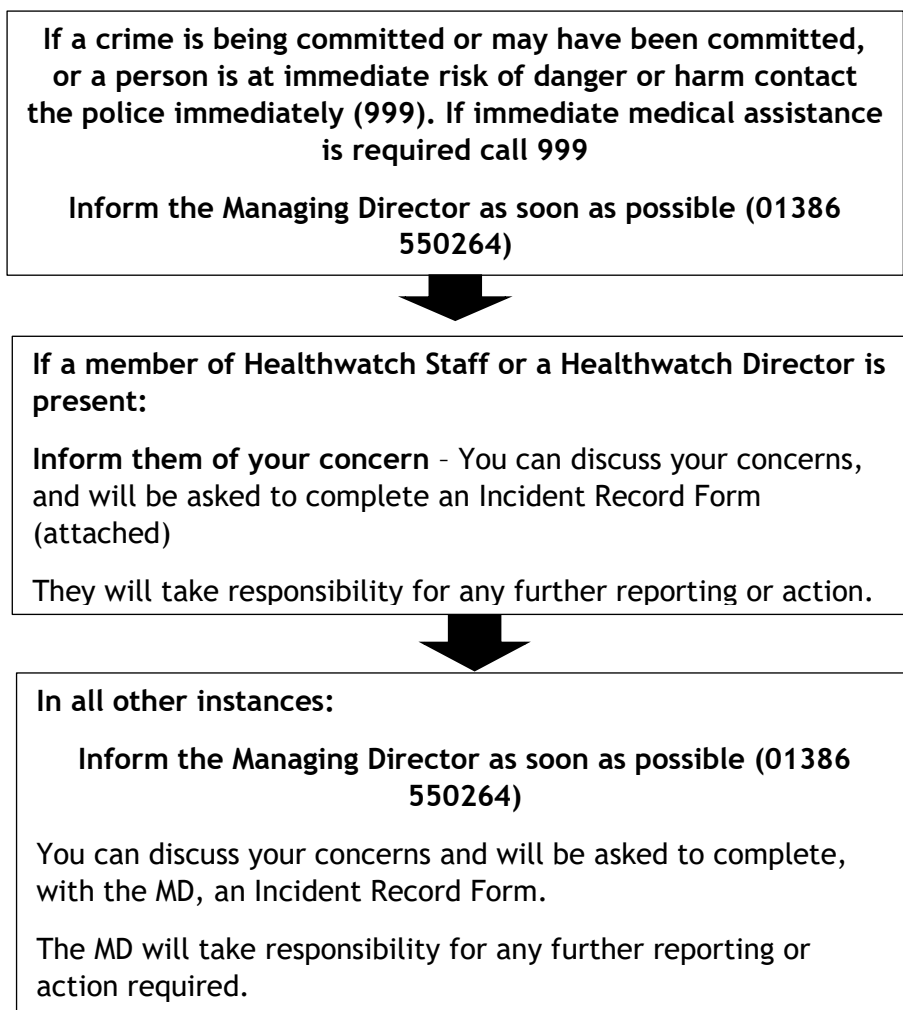 If a crime is being committed or may have been committed,
or a person is at immediate risk of danger or harm contact
the police immediately (999). If immediate medical assistance
is required call 999
Inform the Managing Director as soon as possible (01386
550264)
If a member of Healthwatch Staff or a Healthwatch Director is
present:
Inform them of your concern – You can discuss your concerns,
and will be asked to complete an Incident Record Form
(attached)
They will take responsibility for any further reporting or action.
In all other instances:
Inform the Managing Director as soon as possible (01386
550264)
You can discuss your concerns and will be asked to complete,
with the MD, an Incident Record Form.
The MD will take responsibility for any further reporting or
action required.